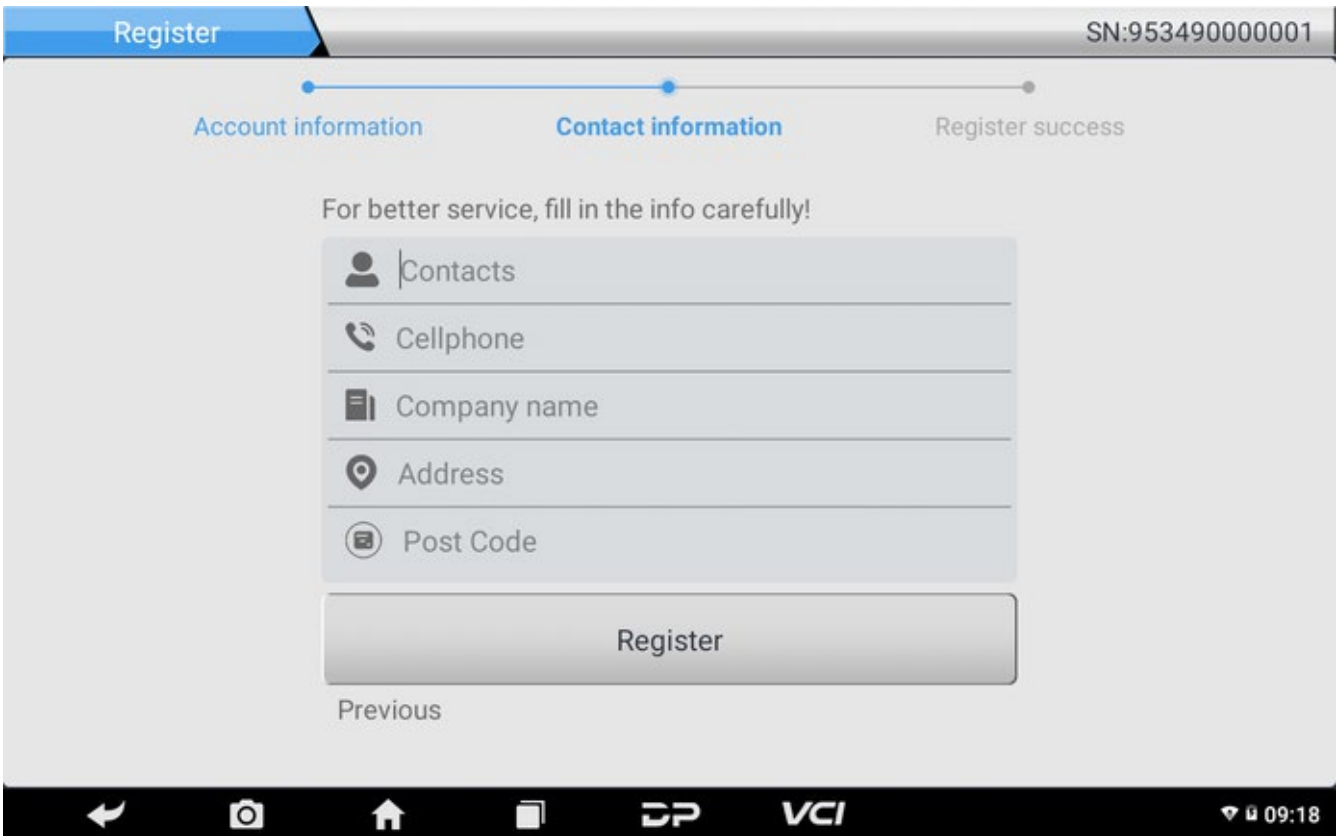 Register
SN:953490000001
Account information
Contact information
Register success
For better service, fill in the info carefully!
Contacts
Cellphone
Company name
Address
Post Code
Register
Previous
DP
VCI
09:18